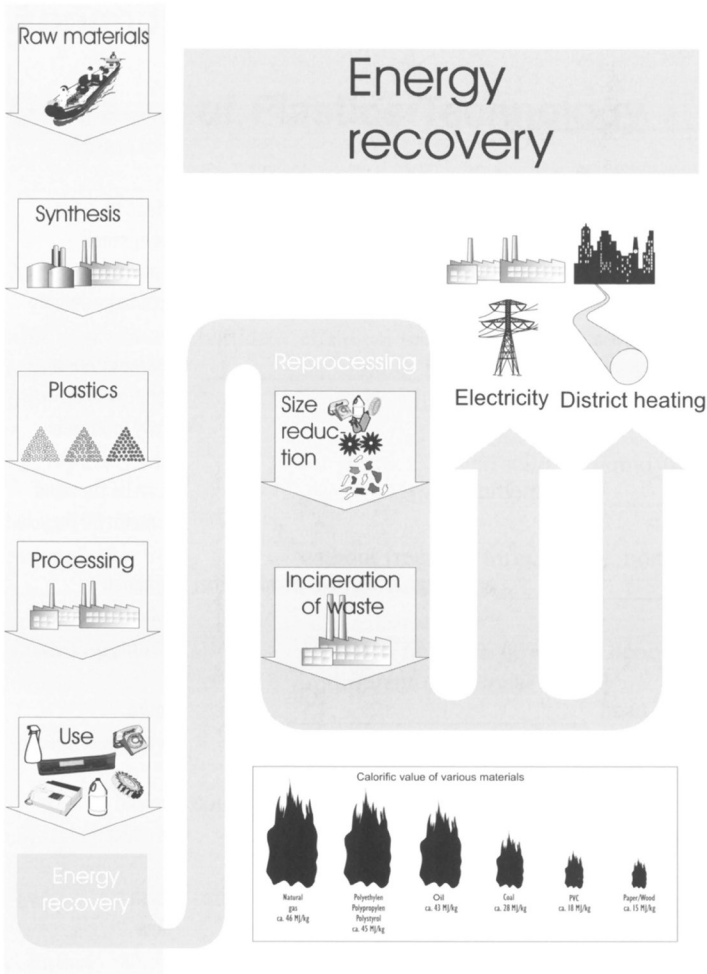 Raw materials
Energy
recovery
Synthesis
Plastics
Processing
Use
Energy
recovery
Reprocessing
Size
reduc-
tion
Incineration
of waste
Electricity
District heating
Calorific value of various materials
Natural
gas
ca. 46 MJ/kg
Polyethylen
Polypropylen
Polystyrol
ca. 45 MJ/kg
Oil
ca. 43 MJ/kg
Coal
ca. 28 MJ/kg
PVC
ca. 18 MJ/kg
Paper/Wood
ca. 15 MJ/kg